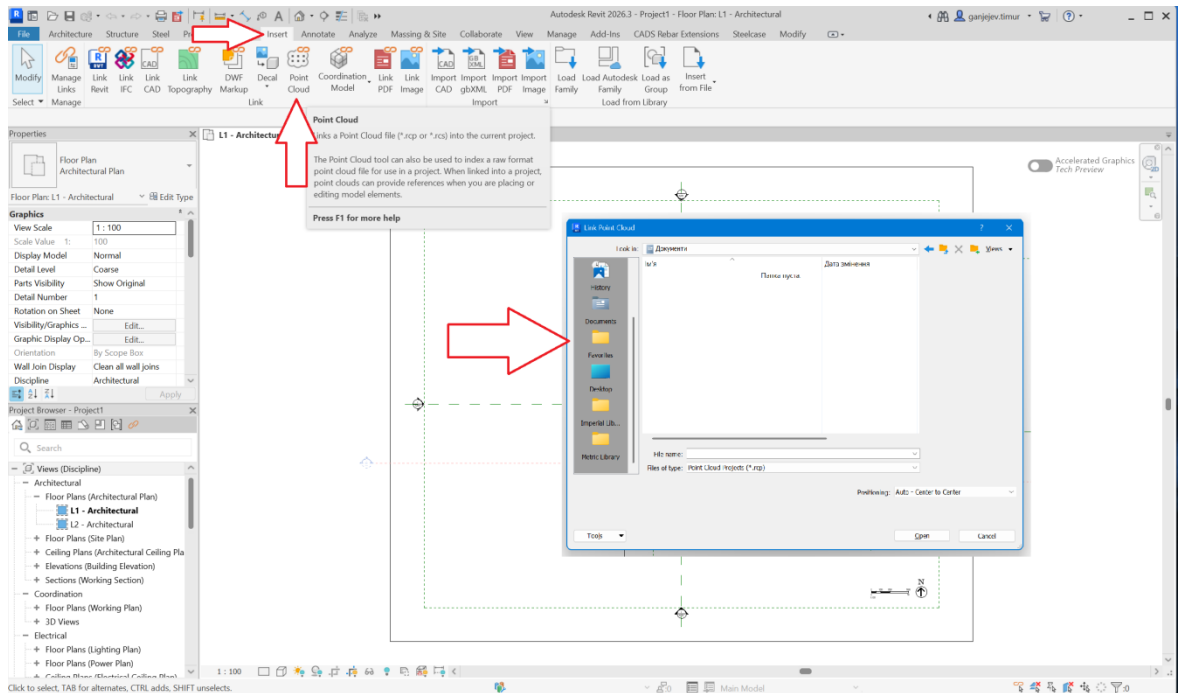 Autodesk Revit 2026.3 - Project1 - Floor Plan: L1 - Architectural
ganjejev.timur
File Architecture Structure Steel Insert Annotate Analyze Massing & Site Collaborate View Manage Add-Ins CADS Rebar Extensions Steelcase Modify
Modify
Manage Links
Link Revit
Link IFC
Link CAD
Link Topography
DWF Markup
Decal
Point Cloud
Coordination Model
Link PDF
Link Image
Import CAD
Import gbXML
Import PDF
Import Image
Load Family
Load Autodesk Family
Load as Group
Insert from File
Select Manage Link Import Load from Library
Properties
L1 - Architectur
Point Cloud
Links a Point Cloud file (*.rcp or *.rcs) into the current project.
The Point Cloud tool can also be used to index a raw format
point cloud file for use in a project. When linked into a project,
point clouds can provide references when you are placing or
editing model elements.
Press F1 for more help
Accelerated Graphics
Tech Preview
Floor Plan
Architectural Plan
Floor Plan: L1 - Architectural Edit Type
Graphics
View Scale 1 : 100
Scale Value 1: 100
Display Model Normal
Detail Level Coarse
Parts Visibility Show Original
Detail Number 1
Rotation on Sheet None
Visibility/Graphics ... Edit...
Graphic Display Op... Edit...
Orientation By Scope Box
Wall Join Display Clean all wall joins
Discipline Architectural
Apply
Project Browser - Project1
Search
Views (Discipline)
Architectural
Floor Plans (Architectural Plan)
L1 - Architectural
L2 - Architectural
Floor Plans (Site Plan)
Ceiling Plans (Architectural Ceiling Pla
Elevations (Building Elevation)
Sections (Working Section)
Coordination
Floor Plans (Working Plan)
3D Views
Electrical
Floor Plans (Lighting Plan)
Floor Plans (Power Plan)
Ceiling Plans (Electrical Ceiling Plan)
Link Point Cloud
Look in: Документи Views
Ім'я Дата змінення
Папка пуста.
History
Documents
Favorites
Desktop
Imperial Lib...
Metric Library
File name:
Files of type: Point Cloud Projects (*.rcp)
Positioning: Auto - Center to Center
Tools Open Cancel
N
1 : 100
Click to select, TAB for alternates, CTRL adds, SHIFT unselects.
:0 Main Model :0